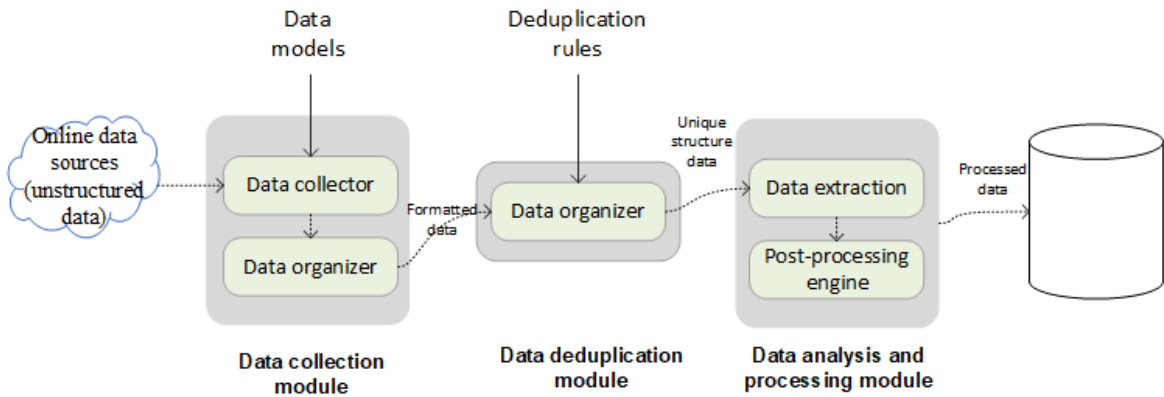 Data
models
Deduplication
rules
Online data
sources
(unstructured
data)
Data collector
Data organizer
Formatted
data
Data organizer
Unique
structure
data
Data extraction
Post-processing
engine
Processed
data
Data collection
module
Data deduplication
module
Data analysis and
processing module